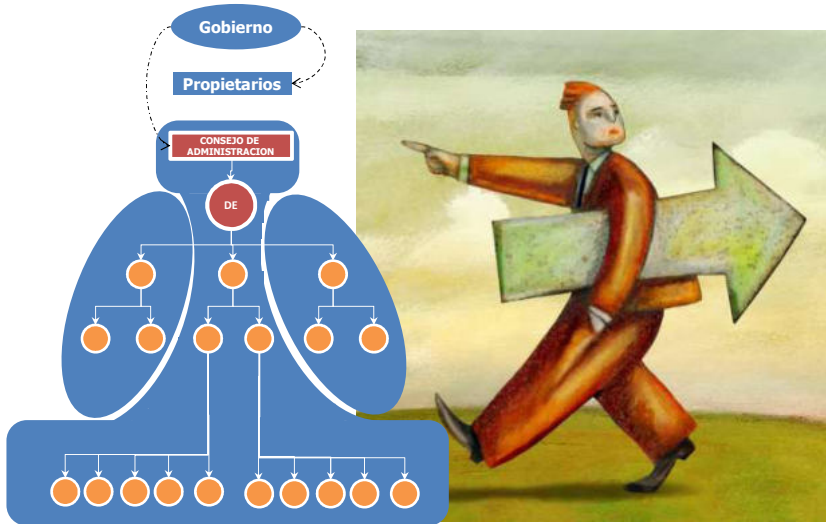 Gobierno
Propietarios
CONSEJO DE
ADMINISTRACION
DE